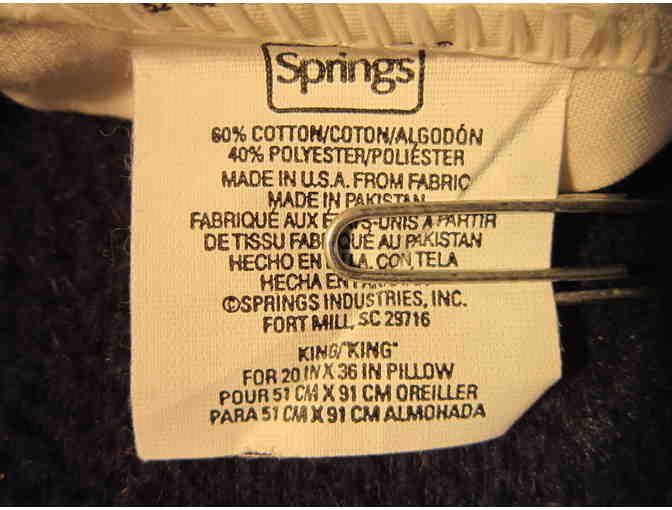 Springs
60% COTTON/COTON/ALGODÓN
40% POLYESTER/POLIÉSTER
MADE IN U.S.A. FROM FABRIC
MADE IN PAKISTAN
FABRIQUÉ AUX A PARTIR
DE TISSU AU PAKISTAN
HECHO EN LA. CON TELA
HECHA EN
©SPRINGS INDUSTRIES, INC.
FORT MILL, SC 29716
KING/"KING"
FOR 20 IN X 36 IN PILLOW
POUR 51 CM X 91 CM OREILLER
PARA 51 CM X 91 CM ALMOHADA